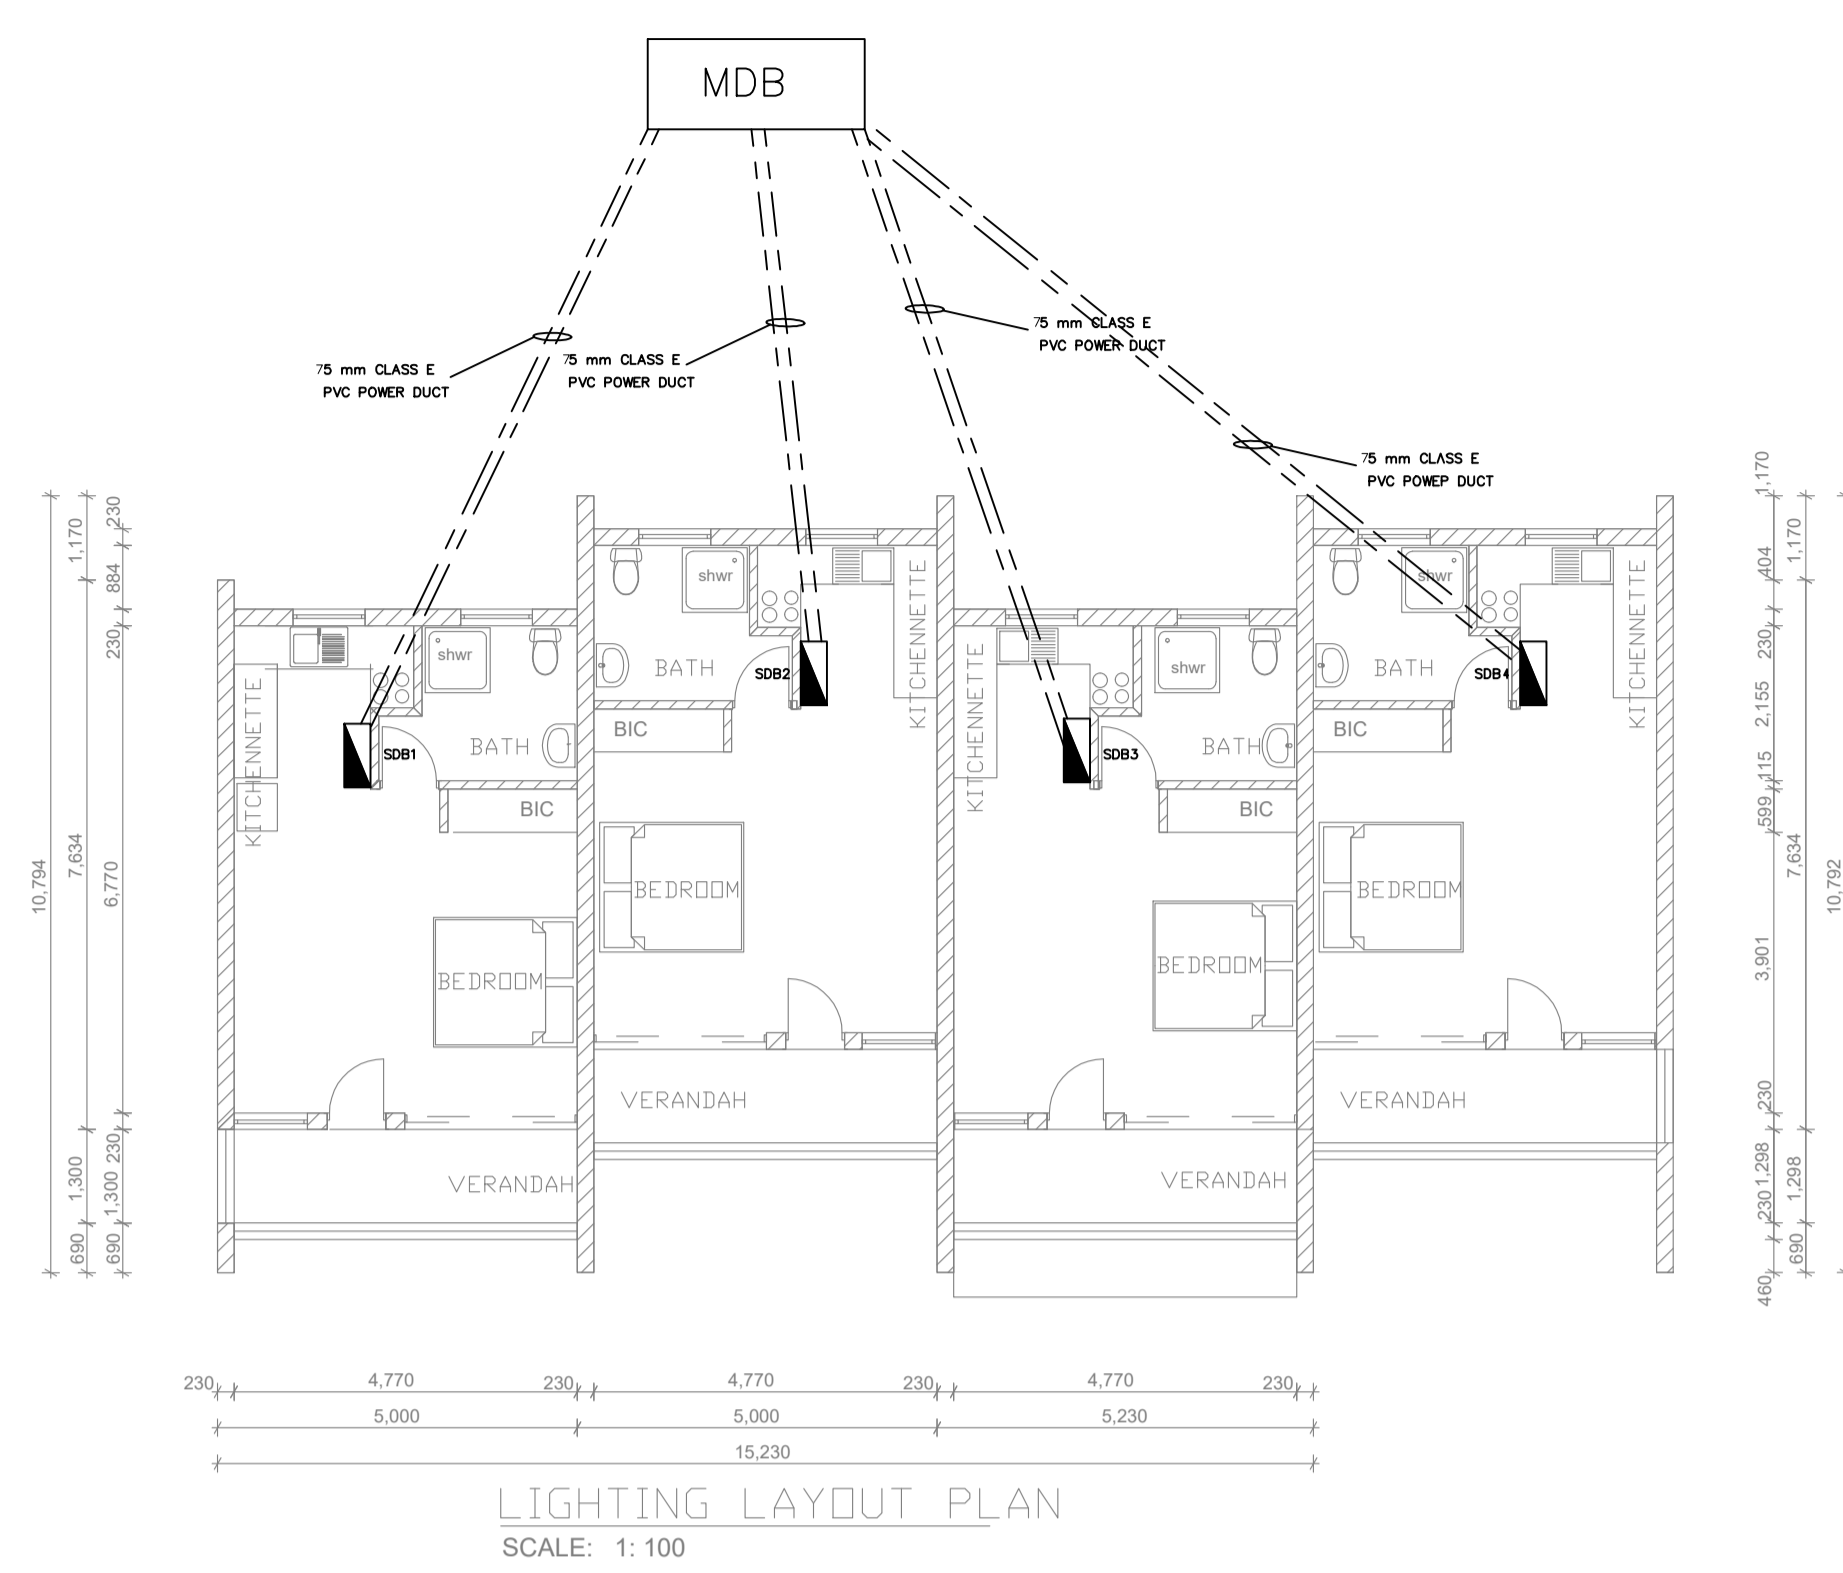 MDB
75 mm CLASS E
PVC POWER DUCT
75 mm CLASS E
PVC POWER DUCT
75 mm CLASS E
PVC POWER DUCT
75 mm CLASS E
PVC POWEP DUCT
10,794
1,170
7,634
1,300
690
230
884
230
6,770
230
1,300
690
KITCHENNETTE
shwr
BATH
SDB1
BIC
BEDROOM
VERANDAH
shwr
BATH
SDB2
KITCHENNETTE
BIC
BEDROOM
VERANDAH
KITCHENNETTE
shwr
BATH
SDB3
BIC
BEDROOM
VERANDAH
shwr
BATH
SDB4
KITCHENNETTE
BIC
BEDROOM
VERANDAH
1,170
404
230
2,155
115
599
3,901
230
1,298
230
460
1,170
7,634
1,298
690
10,792
230
4,770
230
4,770
230
4,770
230
5,000
5,000
5,230
15,230
LIGHTING LAYOUT PLAN
SCALE: 1: 100